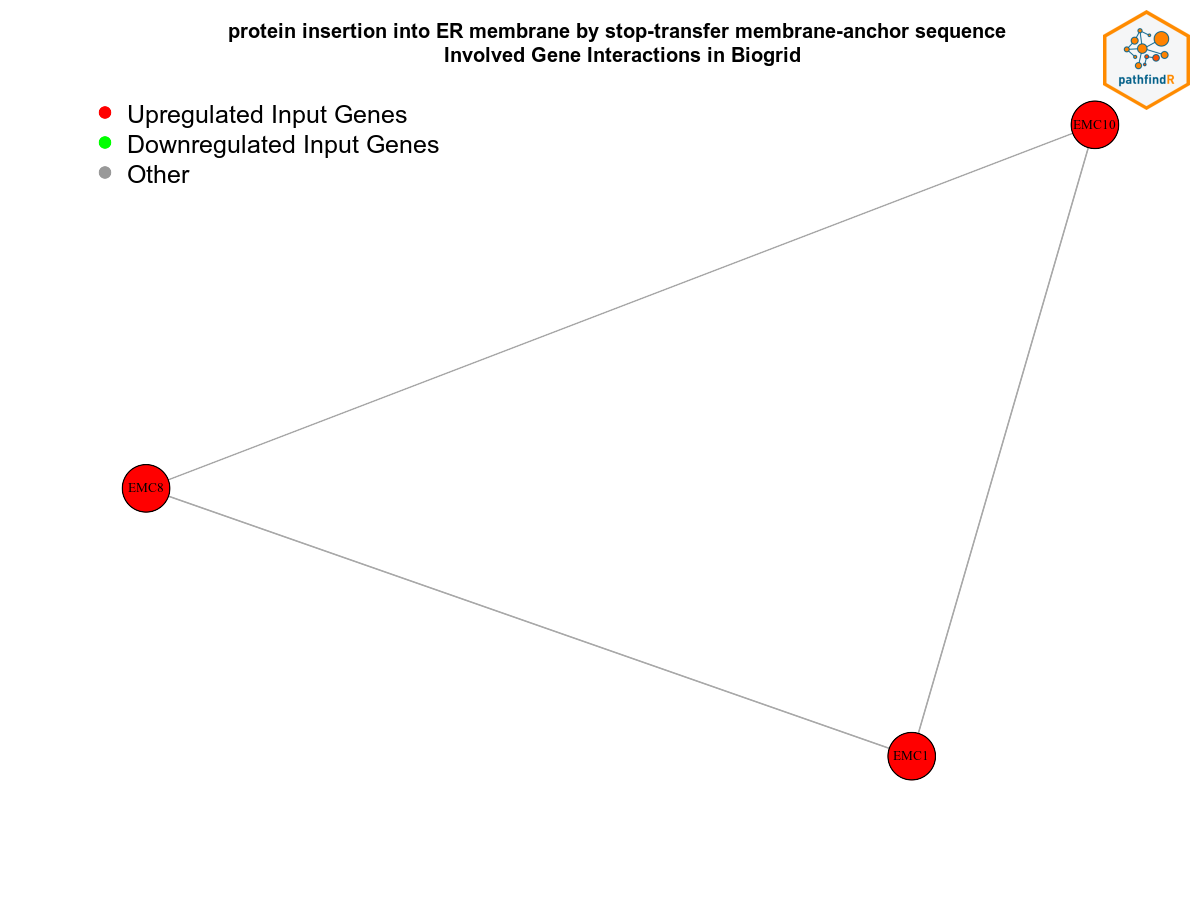 protein insertion into ER membrane by stop-transfer membrane-anchor sequence
Involved Gene Interactions in Biogrid
pathfindR
Upregulated Input Genes
Downregulated Input Genes
Other
EMC10
EMC8
EMC1